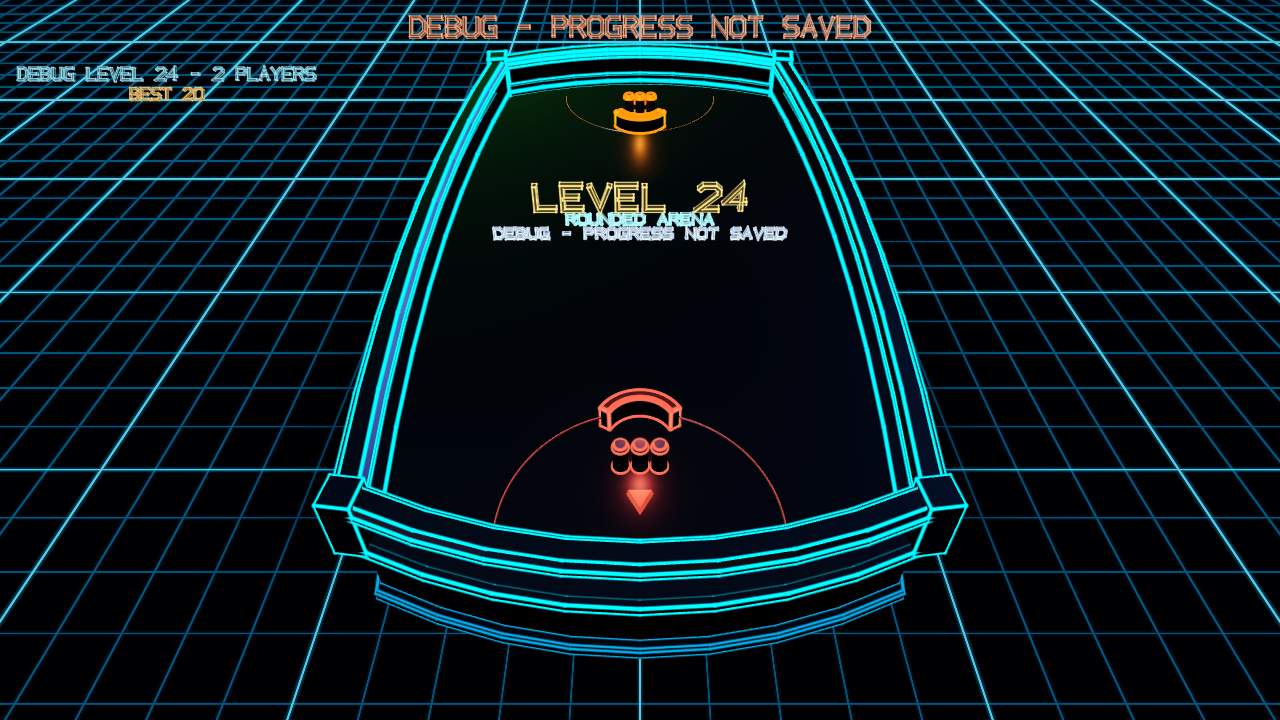 DEBUG - PROGRESS NOT SAVED
DEBUG LEVEL 24 - 2 PLAYERS
BEST 20
LEVEL 24
ROUNDED ARENA
DEBUG - PROGRESS NOT SAVED